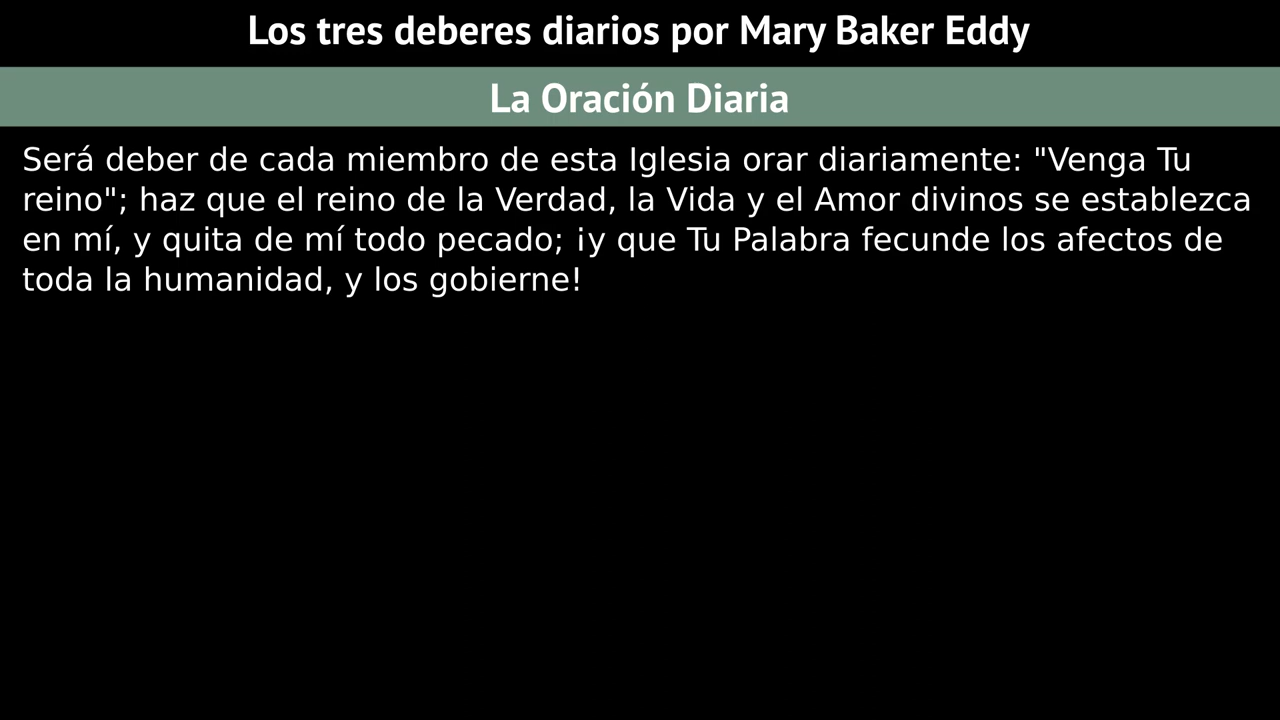 Los tres deberes diarios por Mary Baker Eddy
La Oración Diaria
Será deber de cada miembro de esta Iglesia orar diariamente: "Venga Tu
reino"; haz que el reino de la Verdad, la Vida y el Amor divinos se establezca
en mí, y quita de mí todo pecado; ¡y que Tu Palabra fecunde los afectos de
toda la humanidad, y los gobierne!